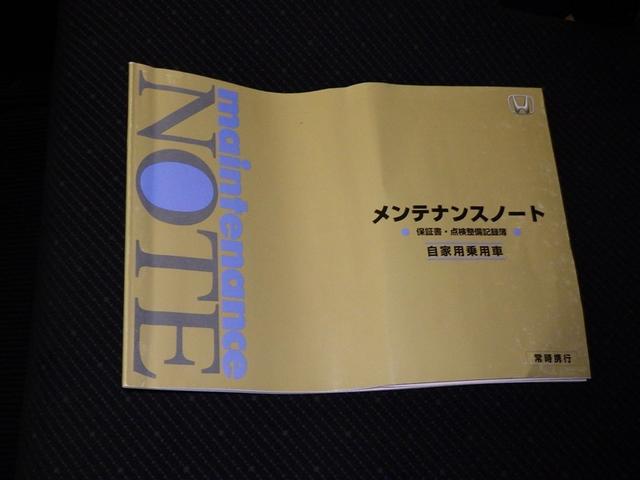 maintenance
NOTE
メンテナンスノート
保証書・点検整備記録簿
自家用乗用車
常時携行